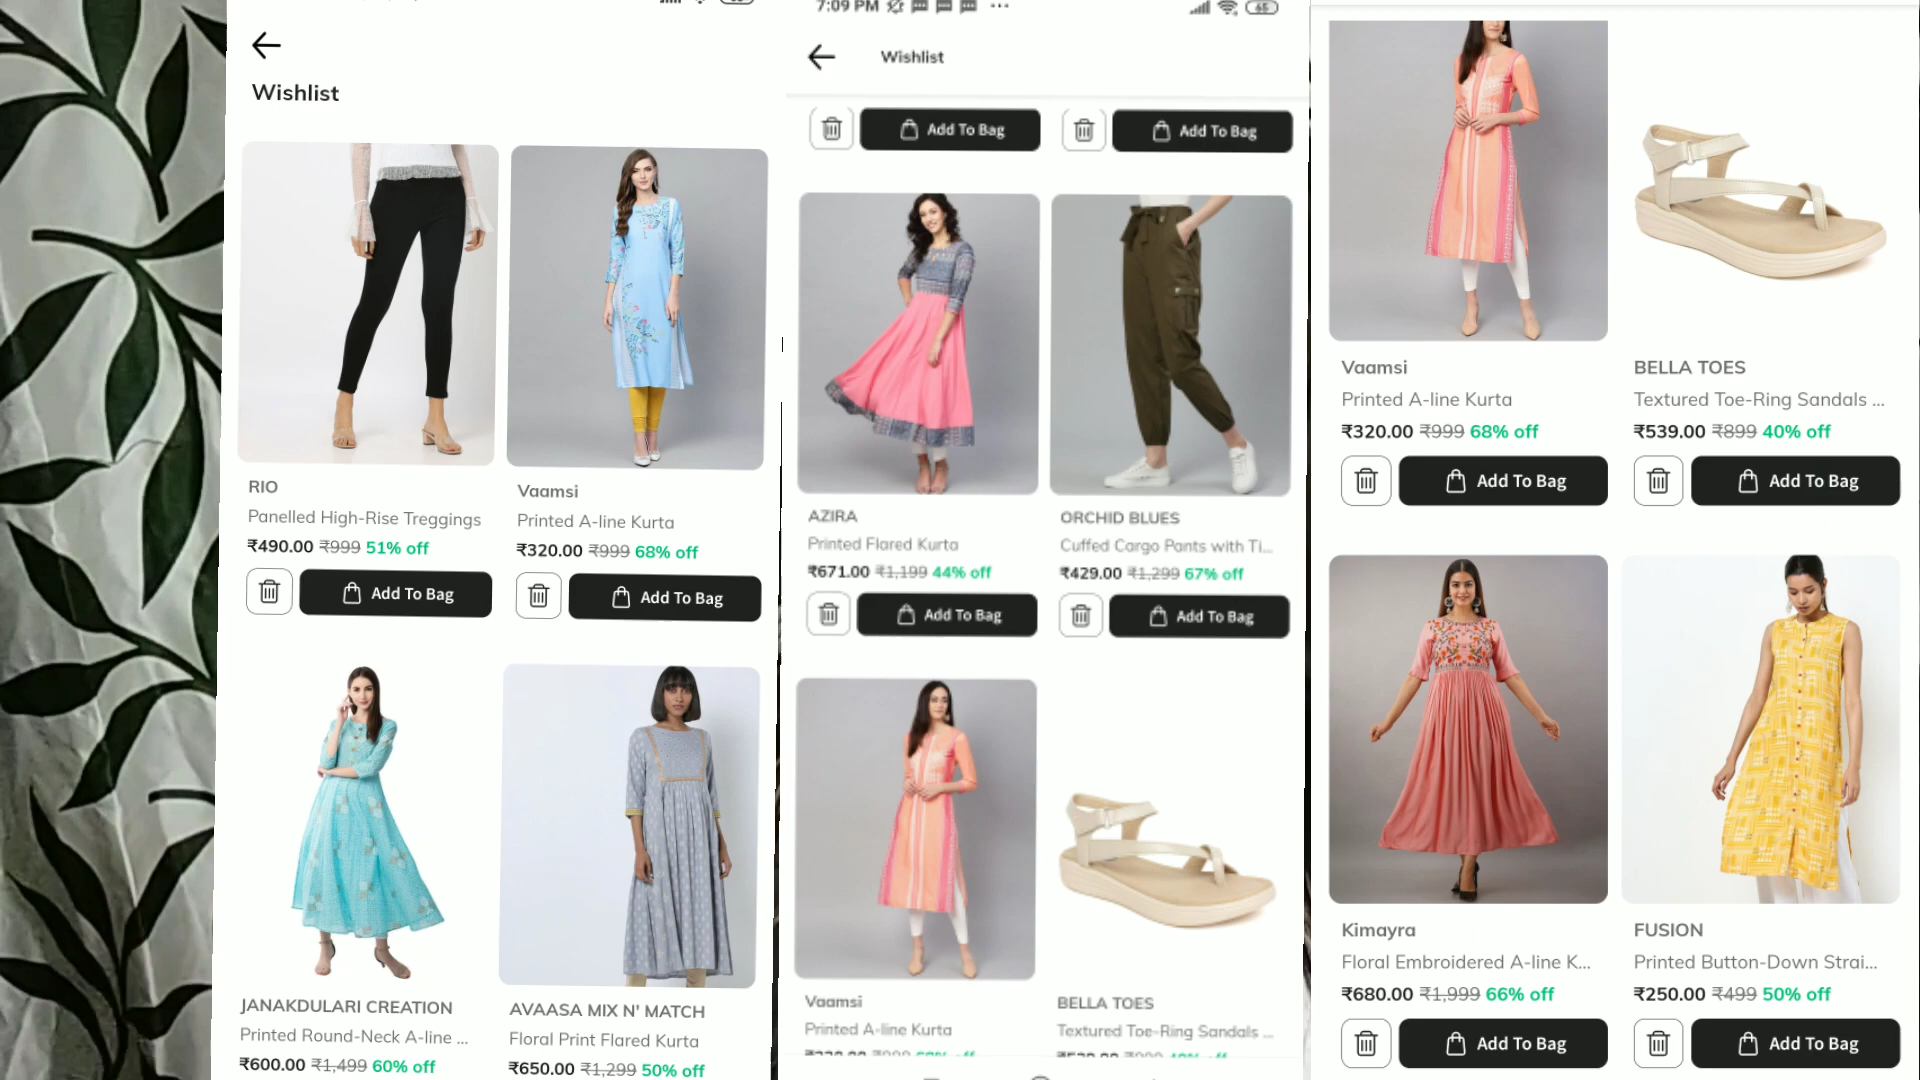 Wishlist
RIO
Panelled High-Rise Treggings
₹490.00 ₹999 51% off
Add To Bag
Vaamsi
Printed A-line Kurta
₹320.00 ₹999 68% off
Add To Bag
JANAKDULARI CREATION
Printed Round-Neck A-line ...
₹600.00 ₹1,499 60% off
AVAASA MIX N' MATCH
Floral Print Flared Kurta
₹650.00 ₹1,299 50% off
7:09 PM
65
Wishlist
Add To Bag
Add To Bag
AZIRA
Printed Flared Kurta
₹671.00 ₹1,199 44% off
Add To Bag
ORCHID BLUES
Cuffed Cargo Pants with Ti...
₹429.00 ₹1,299 67% off
Add To Bag
Vaamsi
Printed A-line Kurta
BELLA TOES
Textured Toe-Ring Sandals ...
Vaamsi
Printed A-line Kurta
₹320.00 ₹999 68% off
Add To Bag
BELLA TOES
Textured Toe-Ring Sandals ...
₹539.00 ₹899 40% off
Add To Bag
Kimayra
Floral Embroidered A-line K...
₹680.00 ₹1,999 66% off
Add To Bag
FUSION
Printed Button-Down Strai...
₹250.00 ₹499 50% off
Add To Bag